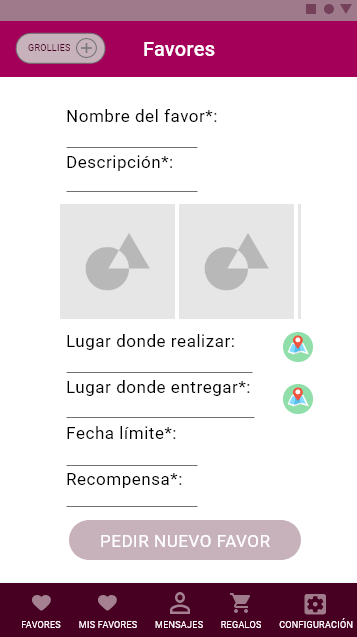 GROLLIES
Favores
Nombre del favor*:
Descripción*:
Lugar donde realizar:
Lugar donde entregar*:
Fecha límite*:
Recompensa*:
PEDIR NUEVO FAVOR
FAVORES MIS FAVORES MENSAJES REGALOS CONFIGURACIÓN